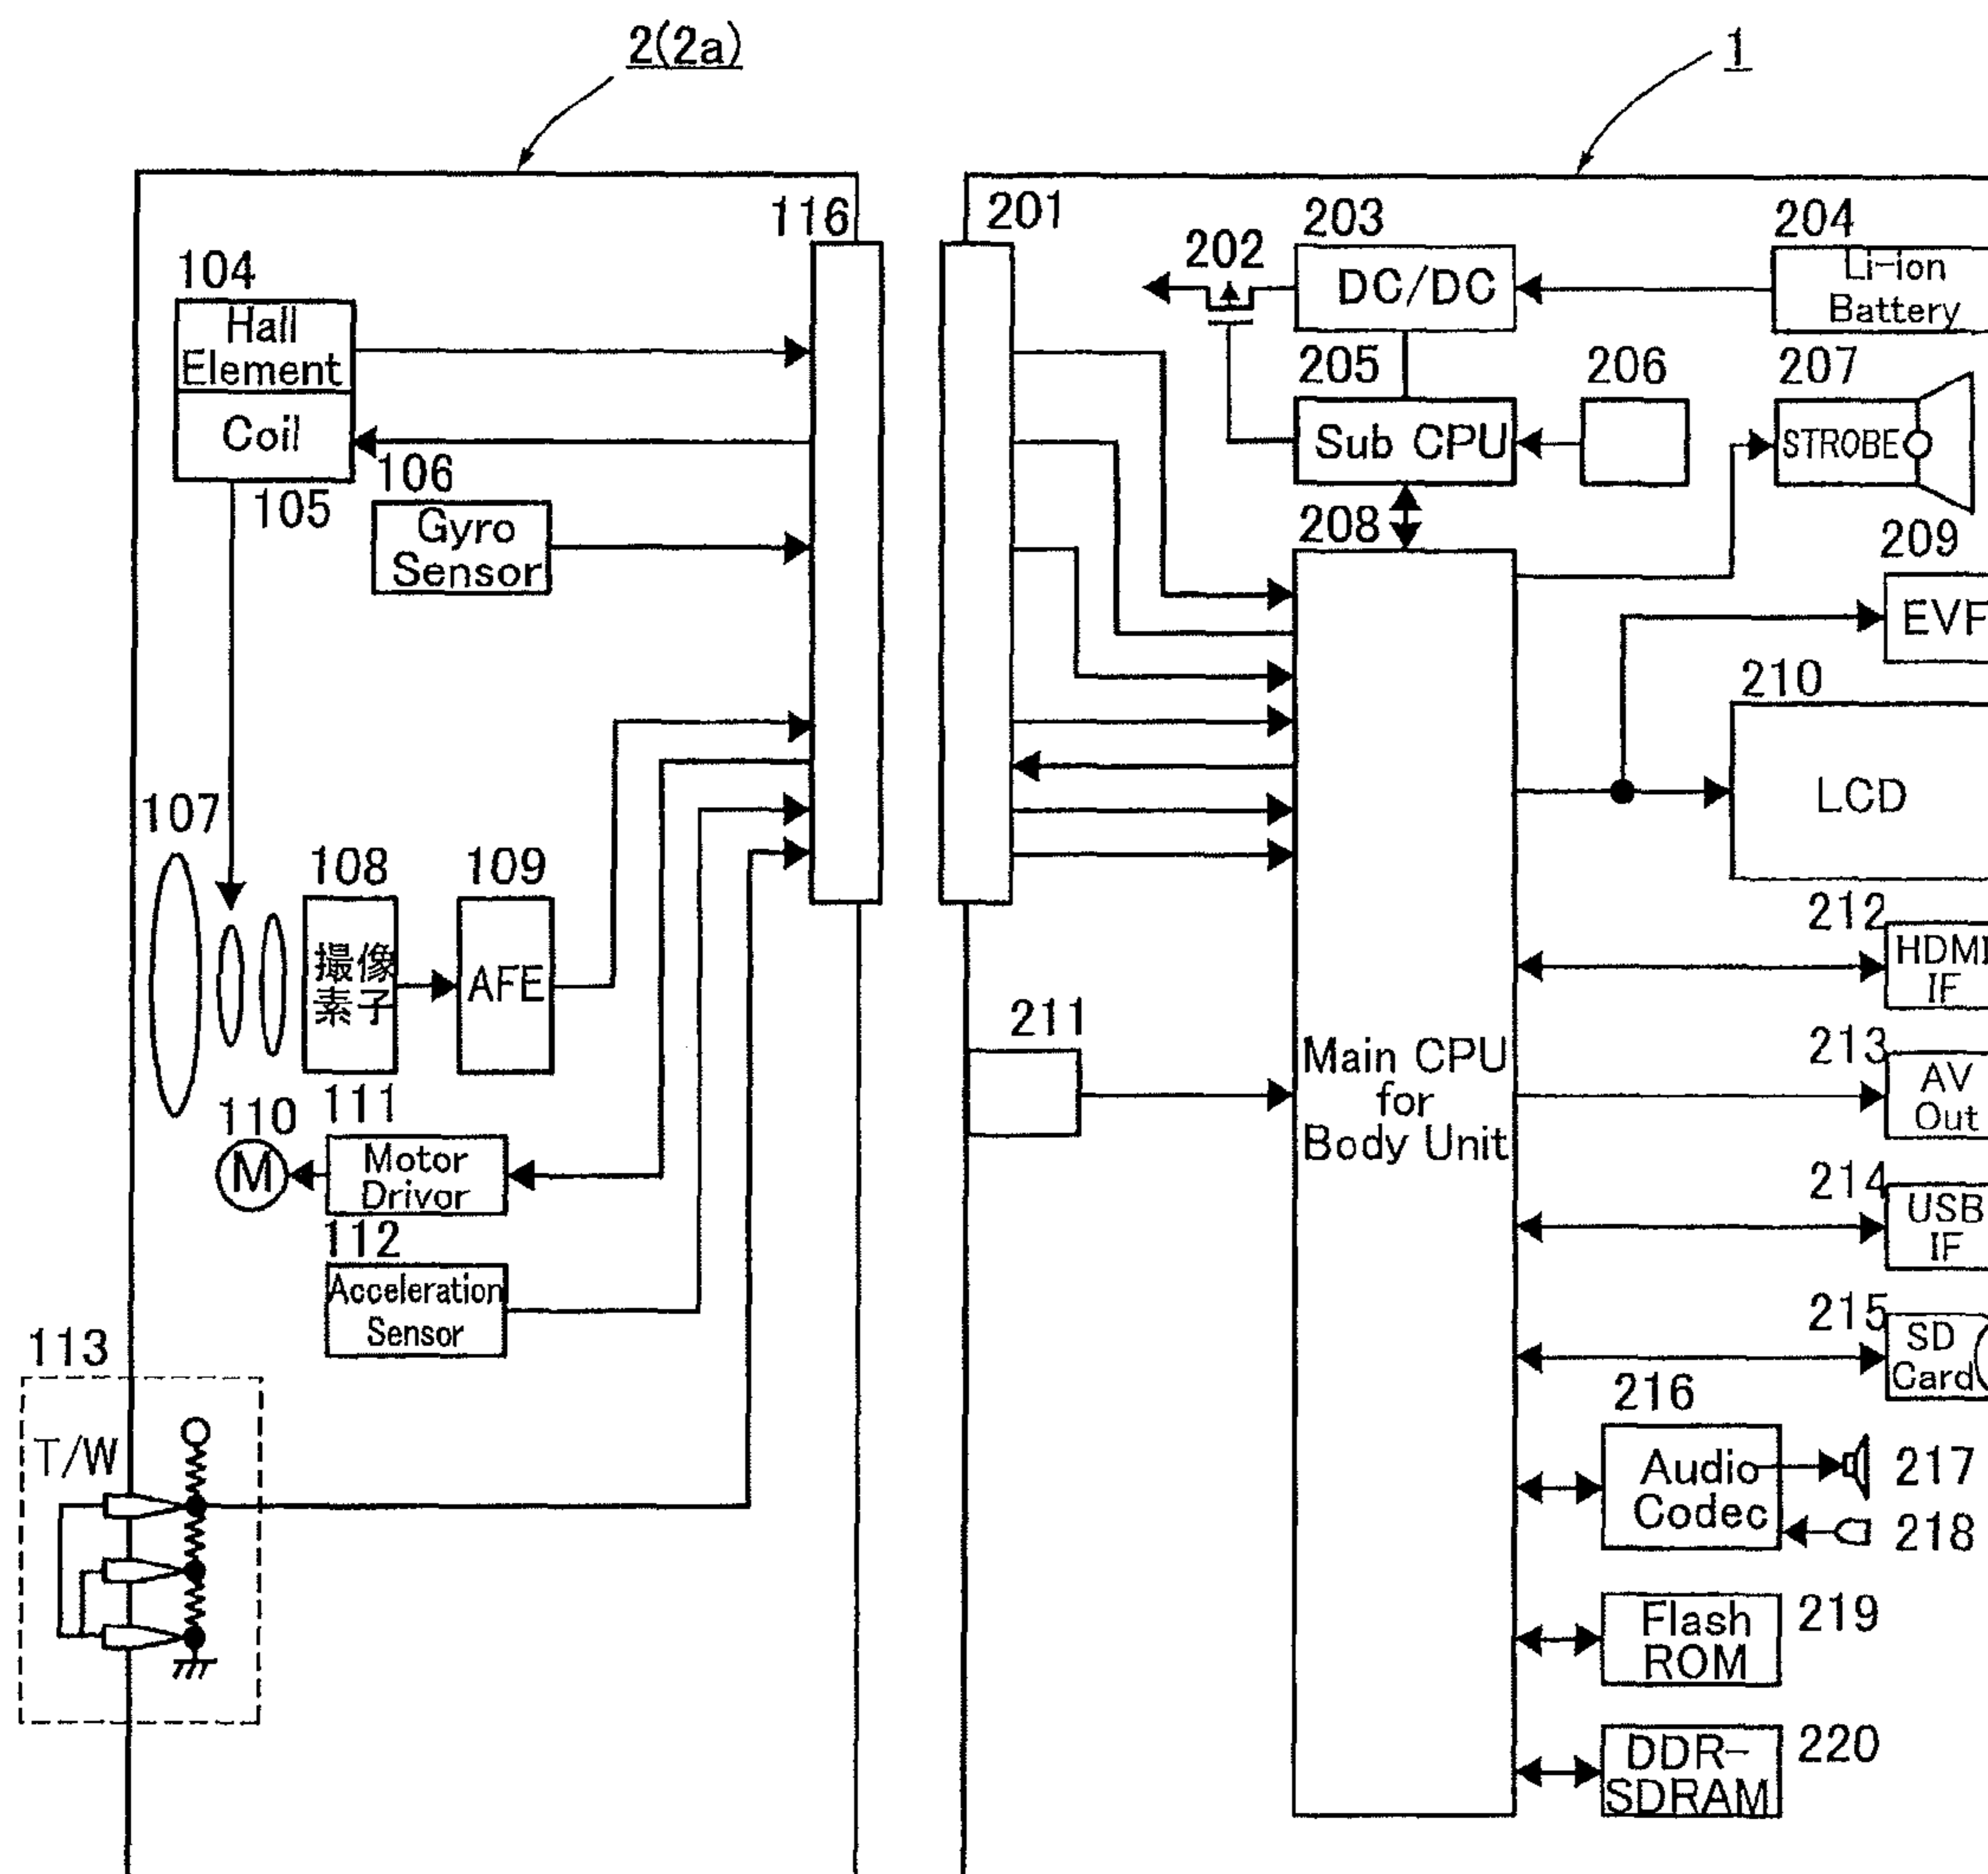 2(2a)
1
116
201
202
203
DC/DC
204
Li-ion
Battery
104
Hall
Element
Coil
105
106
Gyro
Sensor
205
Sub CPU
206
207
STROBE
208
209
EVF
210
LCD
107
108
撮像
素子
109
AFE
110
M
111
Motor
Drivor
112
Acceleration
Sensor
113
T/W
211
Main CPU
for
Body Unit
212
HDMI
IF
213
AV
Out
214
USB
IF
215
SD
Card
216
Audio
Codec
217
218
Flash
ROM
219
DDR-
SDRAM
220